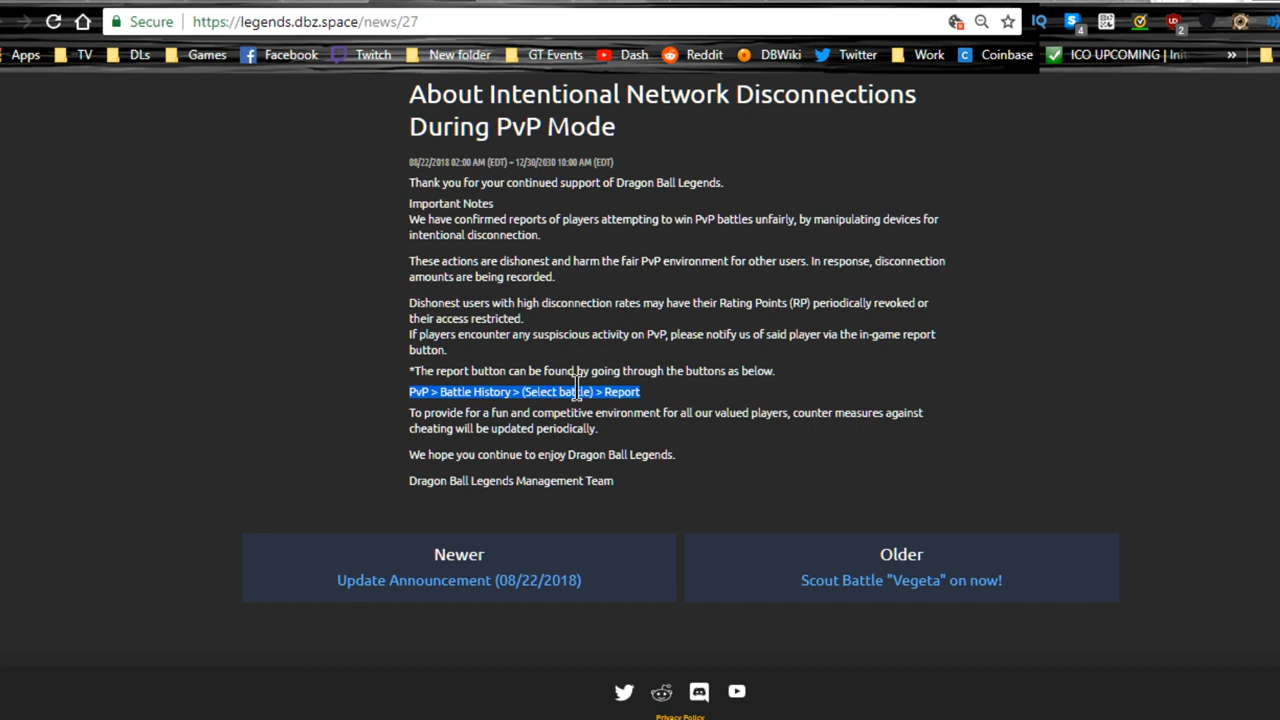 Secure https://legends.dbz.space/news/27
IQ 4 2
Apps TV DLs Games Facebook Twitch New folder GT Events Dash Reddit DBWiki Twitter Work Coinbase ICO UPCOMING | Ini »
About Intentional Network Disconnections
During PvP Mode
08/22/2018 02:00 AM (EDT) ~ 12/30/2030 10:00 AM (EDT)
Thank you for your continued support of Dragon Ball Legends.
Important Notes
We have confirmed reports of players attempting to win PvP battles unfairly, by manipulating devices for
intentional disconnection.
These actions are dishonest and harm the fair PvP environment for other users. In response, disconnection
amounts are being recorded.
Dishonest users with high disconnection rates may have their Rating Points (RP) periodically revoked or
their access restricted.
If players encounter any suspiscious activity on PvP, please notify us of said player via the in-game report
button.
*The report button can be found by going through the buttons as below.
PvP > Battle History > (Select battle) > Report
To provide for a fun and competitive environment for all our valued players, counter measures against
cheating will be updated periodically.
We hope you continue to enjoy Dragon Ball Legends.
Dragon Ball Legends Management Team
Newer Older
Update Announcement (08/22/2018) Scout Battle "Vegeta" on now!
Privacy Policy